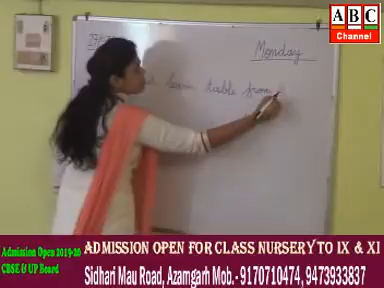 A B C
Channel
Monday
learn table from
Admission Open 2019-20
CBSE & UP Board
ADMISSION OPEN FOR CLASS NURSERY TO IX & XI
Sidhari Mau Road, Azamgarh Mob.- 9170710474, 9473933837